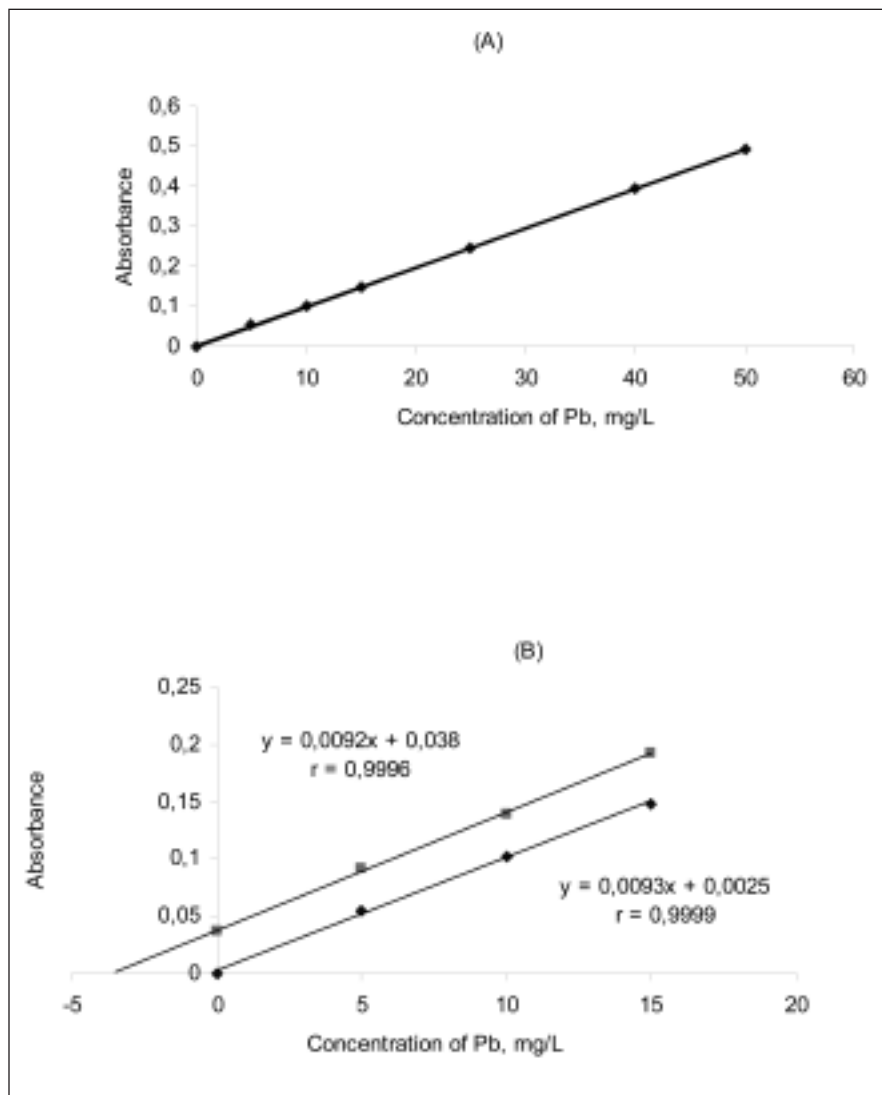 (A)
0,6
0,5
0,4
0,3
0,2
0,1
0
Absorbance
0 10 20 30 40 50 60
Concentration of Pb, mg/L
(B)
0,25
0,2
0,15
0,1
0,05
0
Absorbance
y = 0,0092x + 0,038
r = 0,9996
y = 0,0093x + 0,0025
r = 0,9999
-5 0 5 10 15 20
Concentration of Pb, mg/L